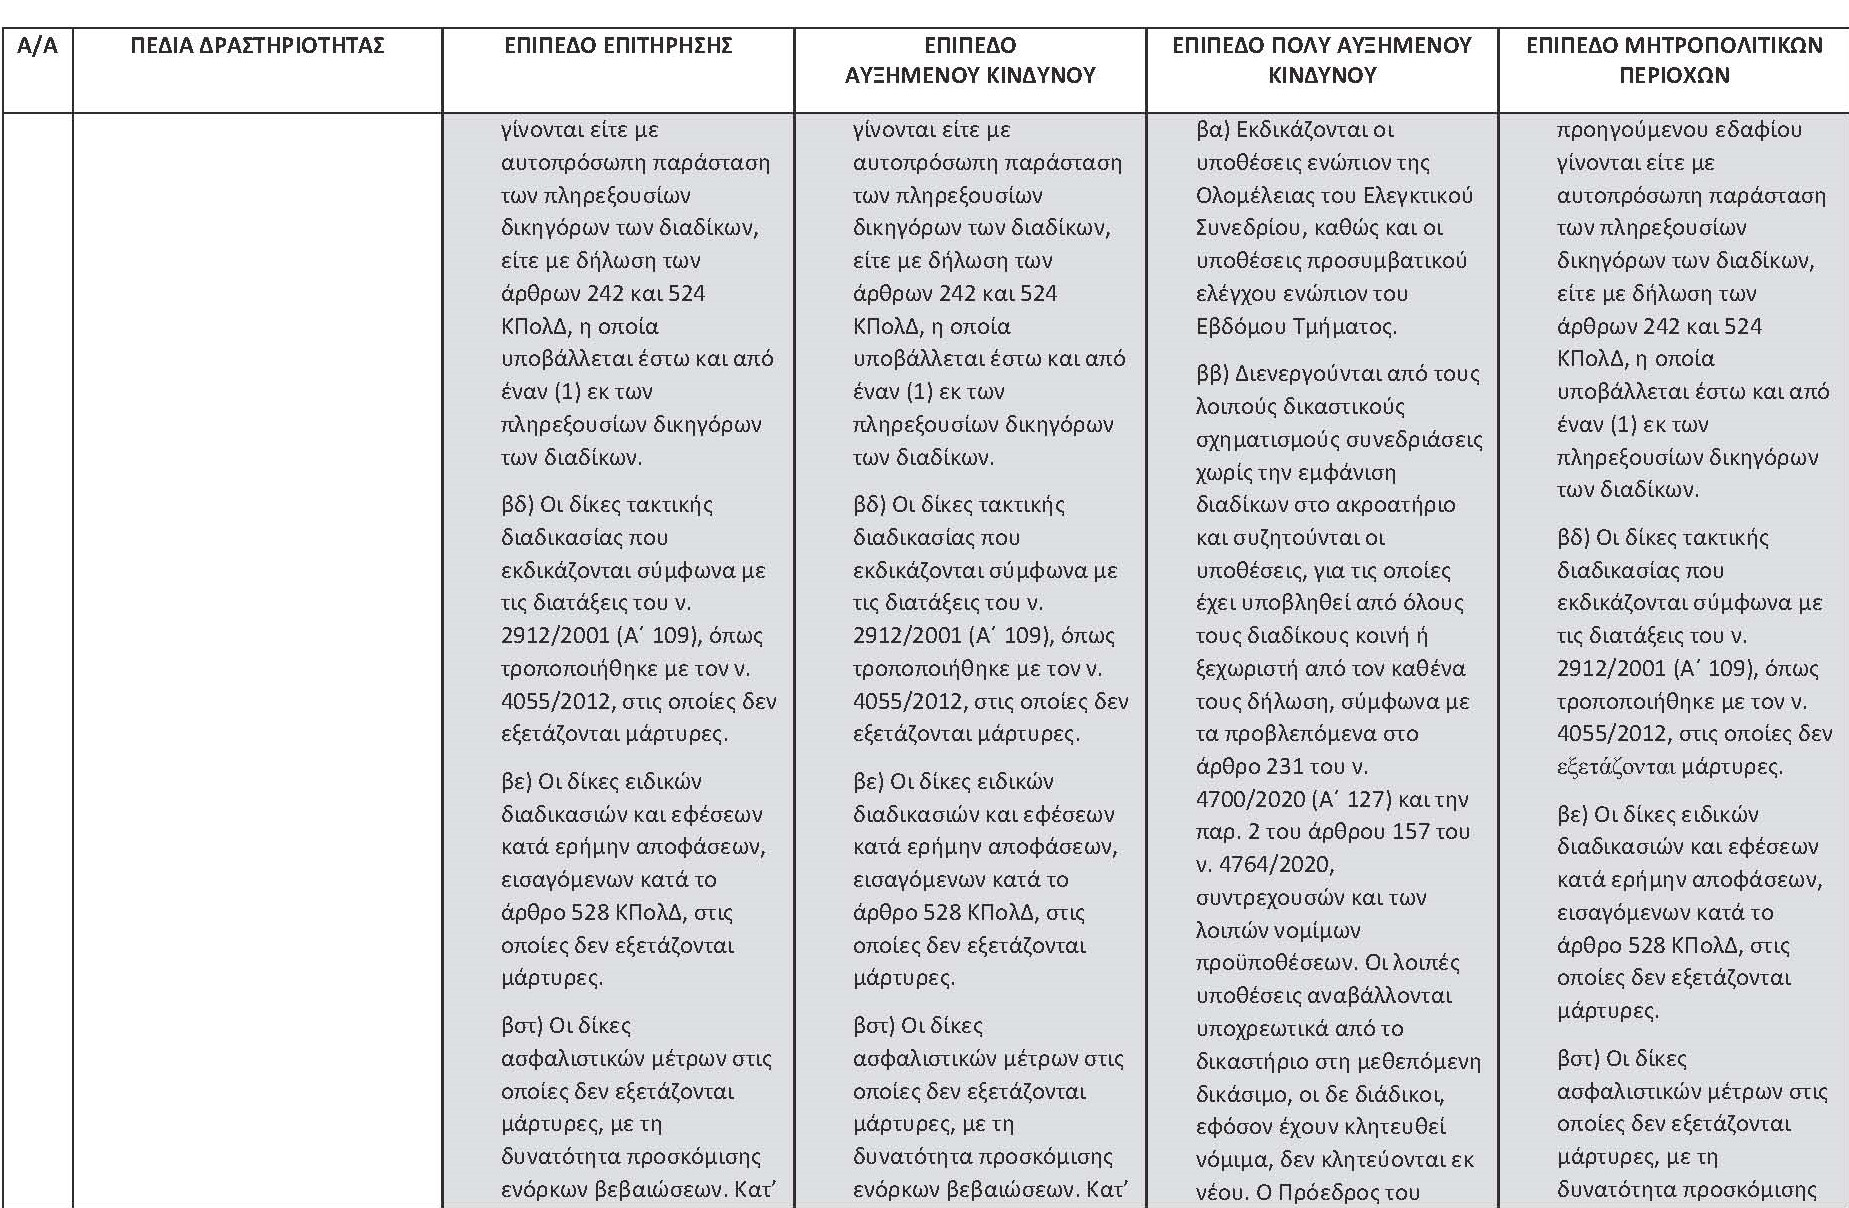 Α/Α
ΠΕΔΙΑ ΔΡΑΣΤΗΡΙΟΤΗΤΑΣ
ΕΠΙΠΕΔΟ ΕΠΙΤΗΡΗΣΗΣ
ΕΠΙΠΕΔΟ
ΑΥΞΗΜΕΝΟΥ ΚΙΝΔΥΝΟΥ
ΕΠΙΠΕΔΟ ΠΟΛΥ ΑΥΞΗΜΕΝΟΥ
ΚΙΝΔΥΝΟΥ
ΕΠΙΠΕΔΟ ΜΗΤΡΟΠΟΛΙΤΙΚΩΝ
ΠΕΡΙΟΧΩΝ
γίνονται είτε με
αυτοπρόσωπη παράσταση
των πληρεξουσίων
δικηγόρων των διαδίκων,
είτε με δήλωση των
άρθρων 242 και 524
ΚΠολΔ, η οποία
υποβάλλεται έστω και από
έναν (1) εκ των
πληρεξουσίων δικηγόρων
των διαδίκων.
βδ) Οι δίκες τακτικής
διαδικασίας που
εκδικάζονται σύμφωνα με
τις διατάξεις του ν.
2912/2001 (Α΄ 109), όπως
τροποποιήθηκε με τον ν.
4055/2012, στις οποίες δεν
εξετάζονται μάρτυρες.
βε) Οι δίκες ειδικών
διαδικασιών και εφέσεων
κατά ερήμην αποφάσεων,
εισαγόμενων κατά το
άρθρο 528 ΚΠολΔ, στις
οποίες δεν εξετάζονται
μάρτυρες.
βστ) Οι δίκες
ασφαλιστικών μέτρων στις
οποίες δεν εξετάζονται
μάρτυρες, με τη
δυνατότητα προσκόμισης
ενόρκων βεβαιώσεων. Κατ’
γίνονται είτε με
αυτοπρόσωπη παράσταση
των πληρεξουσίων
δικηγόρων των διαδίκων,
είτε με δήλωση των
άρθρων 242 και 524
ΚΠολΔ, η οποία
υποβάλλεται έστω και από
έναν (1) εκ των
πληρεξουσίων δικηγόρων
των διαδίκων.
βδ) Οι δίκες τακτικής
διαδικασίας που
εκδικάζονται σύμφωνα με
τις διατάξεις του ν.
2912/2001 (Α΄ 109), όπως
τροποποιήθηκε με τον ν.
4055/2012, στις οποίες δεν
εξετάζονται μάρτυρες.
βε) Οι δίκες ειδικών
διαδικασιών και εφέσεων
κατά ερήμην αποφάσεων,
εισαγόμενων κατά το
άρθρο 528 ΚΠολΔ, στις
οποίες δεν εξετάζονται
μάρτυρες.
βστ) Οι δίκες
ασφαλιστικών μέτρων στις
οποίες δεν εξετάζονται
μάρτυρες, με τη
δυνατότητα προσκόμισης
ενόρκων βεβαιώσεων. Κατ’
βα) Εκδικάζονται οι
υποθέσεις ενώπιον της
Ολομέλειας του Ελεγκτικού
Συνεδρίου, καθώς και οι
υποθέσεις προσυμβατικού
ελέγχου ενώπιον του
Εβδόμου Τμήματος.
ββ) Διενεργούνται από τους
λοιπούς δικαστικούς
σχηματισμούς συνεδριάσεις
χωρίς την εμφάνιση
διαδίκων στο ακροατήριο
και συζητούνται οι
υποθέσεις, για τις οποίες
έχει υποβληθεί από όλους
τους διαδίκους κοινή ή
ξεχωριστή από τον καθένα
τους δήλωση, σύμφωνα με
τα προβλεπόμενα στο
άρθρο 231 του ν.
4700/2020 (Α΄ 127) και την
παρ. 2 του άρθρου 157 του
ν. 4764/2020,
συντρεχουσών και των
λοιπών νομίμων
προϋποθέσεων. Οι λοιπές
υποθέσεις αναβάλλονται
υποχρεωτικά από το
δικαστήριο στη μεθεπόμενη
δικάσιμο, οι δε διάδικοι,
εφόσον έχουν κλητευθεί
νόμιμα, δεν κλητεύονται εκ
νέου. Ο Πρόεδρος του
προηγούμενου εδαφίου
γίνονται είτε με
αυτοπρόσωπη παράσταση
των πληρεξουσίων
δικηγόρων των διαδίκων,
είτε με δήλωση των
άρθρων 242 και 524
ΚΠολΔ, η οποία
υποβάλλεται έστω και από
έναν (1) εκ των
πληρεξουσίων δικηγόρων
των διαδίκων.
βδ) Οι δίκες τακτικής
διαδικασίας που
εκδικάζονται σύμφωνα με
τις διατάξεις του ν.
2912/2001 (Α΄ 109), όπως
τροποποιήθηκε με τον ν.
4055/2012, στις οποίες δεν
εξετάζονται μάρτυρες.
βε) Οι δίκες ειδικών
διαδικασιών και εφέσεων
κατά ερήμην αποφάσεων,
εισαγόμενων κατά το
άρθρο 528 ΚΠολΔ, στις
οποίες δεν εξετάζονται
μάρτυρες.
βστ) Οι δίκες
ασφαλιστικών μέτρων στις
οποίες δεν εξετάζονται
μάρτυρες, με τη
δυνατότητα προσκόμισης